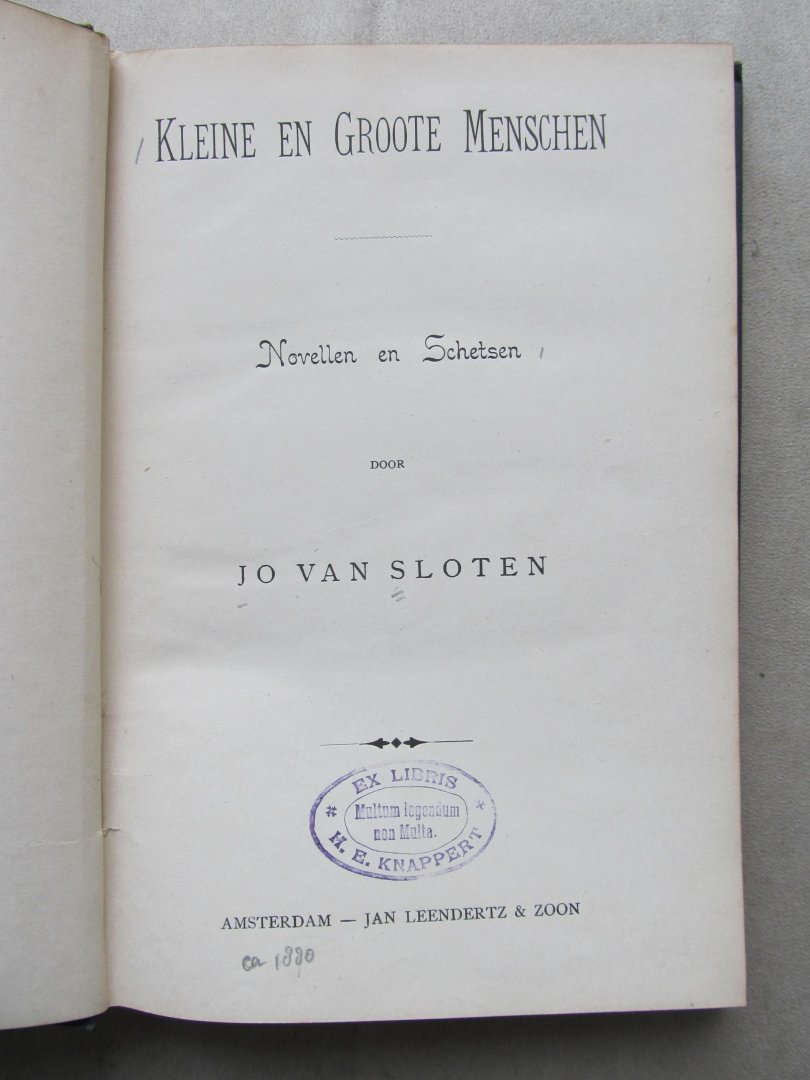 KLEINE EN GROOTE MENSCHEN
Novellen en Schetsen
DOOR
JO VAN SLOTEN
EX LIBRIS
Multum legendum
non Multa.
H. E. KNAPPERT
AMSTERDAM — JAN LEENDERTZ & ZOON
ca 1880